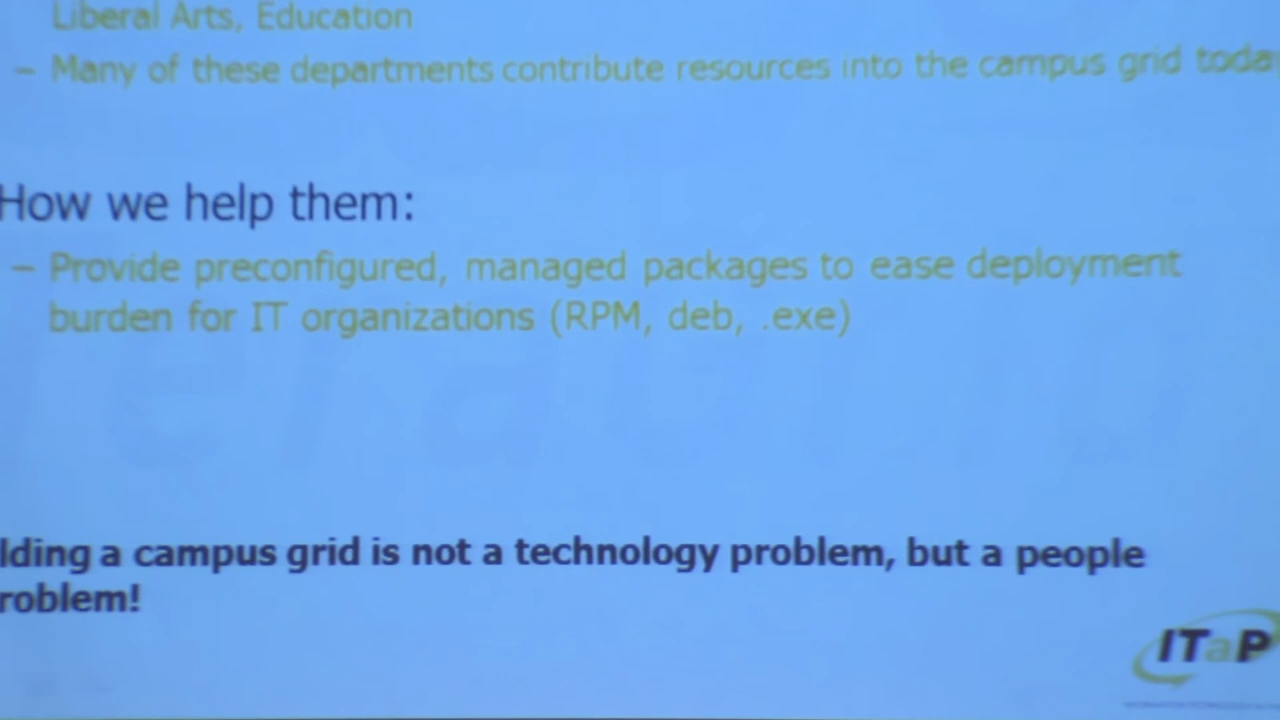 Liberal Arts, Education
– Many of these departments contribute resources into the campus grid today
How we help them:
– Provide preconfigured, managed packages to ease deployment
burden for IT organizations (RPM, deb, .exe)
lding a campus grid is not a technology problem, but a people
roblem!
ITaP